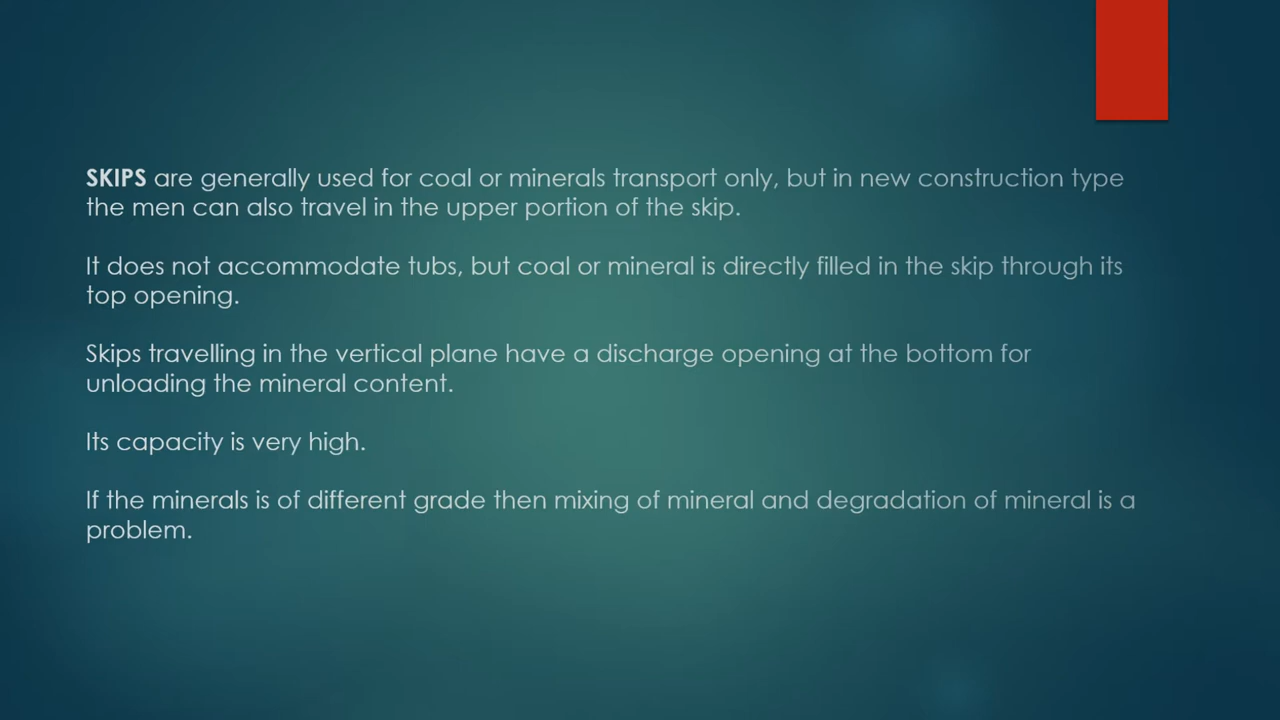 SKIPS are generally used for coal or minerals transport only, but in new construction type
the men can also travel in the upper portion of the skip.
It does not accommodate tubs, but coal or mineral is directly filled in the skip through its
top opening.
Skips travelling in the vertical plane have a discharge opening at the bottom for
unloading the mineral content.
Its capacity is very high.
If the minerals is of different grade then mixing of mineral and degradation of mineral is a
problem.